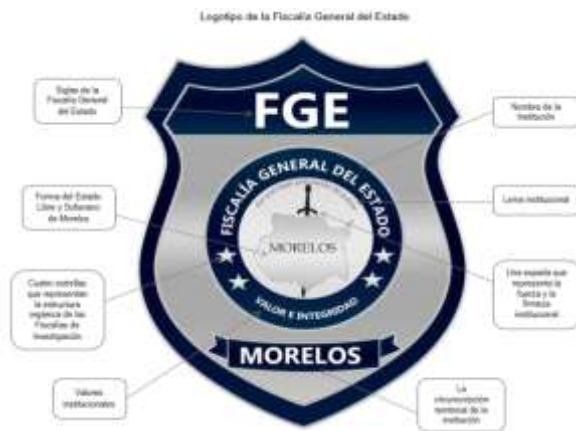 Logotipo de la Fiscalía General del Estado
Siglas de la
Fiscalía General
del Estado
FGE
Nombre de la
Institución
FISCALÍA GENERAL DEL ESTADO
Forma del Estado
Libre y Soberano
de Morelos
Lema institucional
MORELOS
Cuatro estrellas
que representan
la estructura
orgánica de las
Fiscalías de
Investigación
Una espada que
representa la
fuerza y la
firmeza
institucional
VALOR E INTEGRIDAD
MORELOS
Valores
institucionales
La
circunscripción
territorial de la
institución